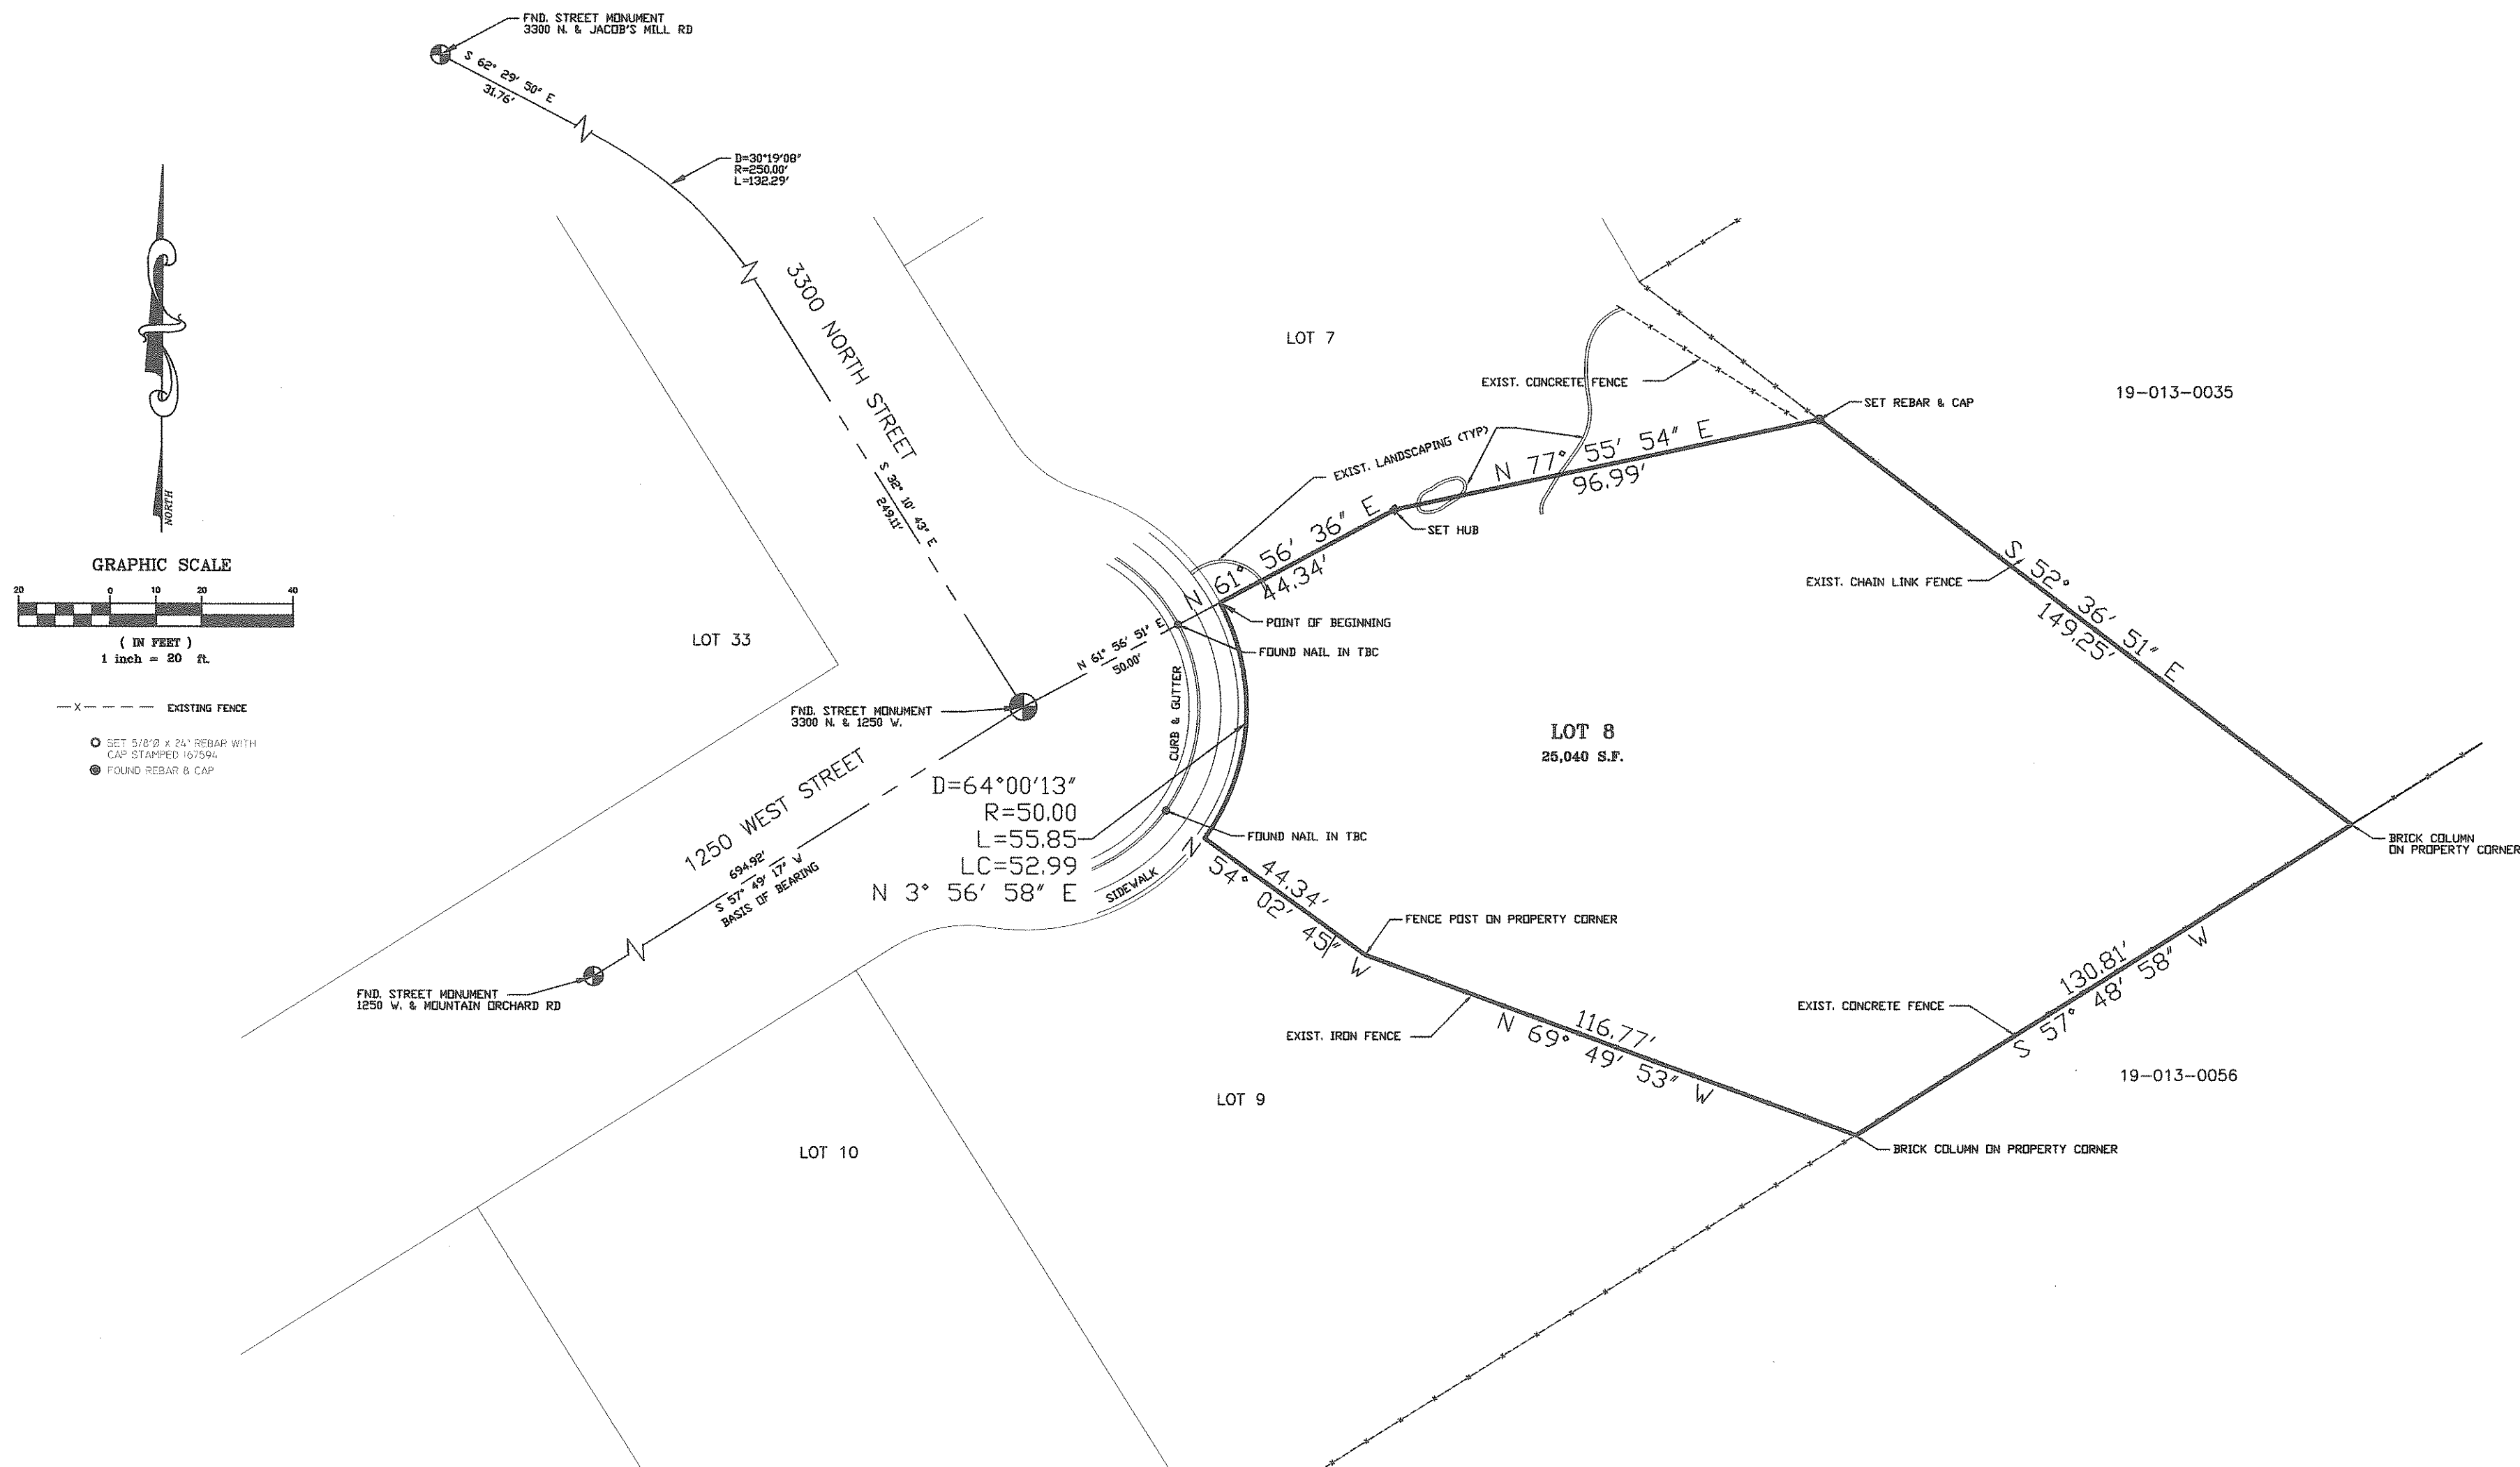 FND. STREET MONUMENT
3300 N. & JACOB'S MILL RD
S 62° 29' 50" E
31.76'
D=30°19'08"
R=250.00'
L=132.29'
3300 NORTH STREET
S 32° 10' 43" E
249.11'
NORTH
GRAPHIC SCALE
20 0 10 20 40
( IN FEET )
1 inch = 20 ft.
X EXISTING FENCE
SET 5/8"Ø x 24" REBAR WITH
CAP STAMPED 167594
FOUND REBAR & CAP
LOT 7
EXIST. CONCRETE FENCE
19-013-0035
SET REBAR & CAP
EXIST. LANDSCAPING (TYP)
N 77° 55' 54" E
96.99'
SET HUB
N 61° 56' 36" E
44.34'
EXIST. CHAIN LINK FENCE
S 52° 36' 51" E
149.25'
POINT OF BEGINNING
FOUND NAIL IN TBC
N 61° 56' 51" E
50.00'
LOT 33
CURB & GUTTER
FND. STREET MONUMENT
3300 N. & 1250 W.
LOT 8
25,040 S.F.
D=64°00'13"
R=50.00
L=55.85
LC=52.99
N 3° 56' 58" E
1250 WEST STREET
694.92'
S 57° 49' 17" W
BASIS OF BEARING
FOUND NAIL IN TBC
SIDEWALK
BRICK COLUMN
ON PROPERTY CORNER
44.34'
N 54° 02' 45" W
FENCE POST ON PROPERTY CORNER
130.81'
S 57° 48' 58" W
FND. STREET MONUMENT
1250 W. & MOUNTAIN ORCHARD RD
EXIST. IRON FENCE
116.77'
N 69° 49' 53" W
EXIST. CONCRETE FENCE
19-013-0056
LOT 9
LOT 10
BRICK COLUMN ON PROPERTY CORNER